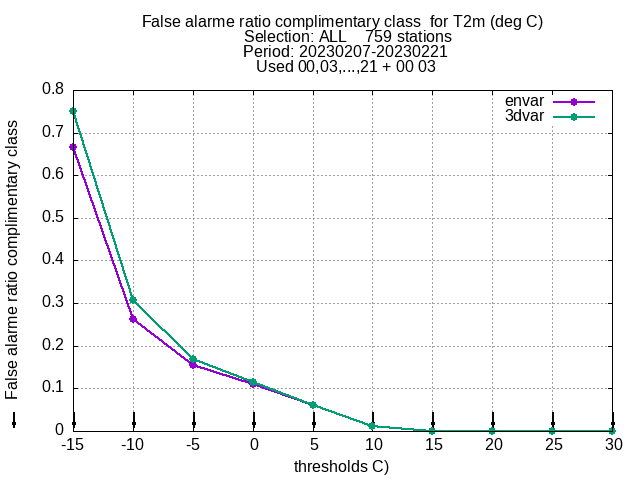 False alarme ratio complimentary class  for T2m (deg C)
Selection: ALL    759 stations
Period: 20230207-20230221
Used 00,03,...,21 + 00 03
envar
3dvar
False alarme ratio complimentary class
0.8
0.7
0.6
0.5
0.4
0.3
0.2
0.1
0
-15 -10 -5 0 5 10 15 20 25 30
thresholds C)